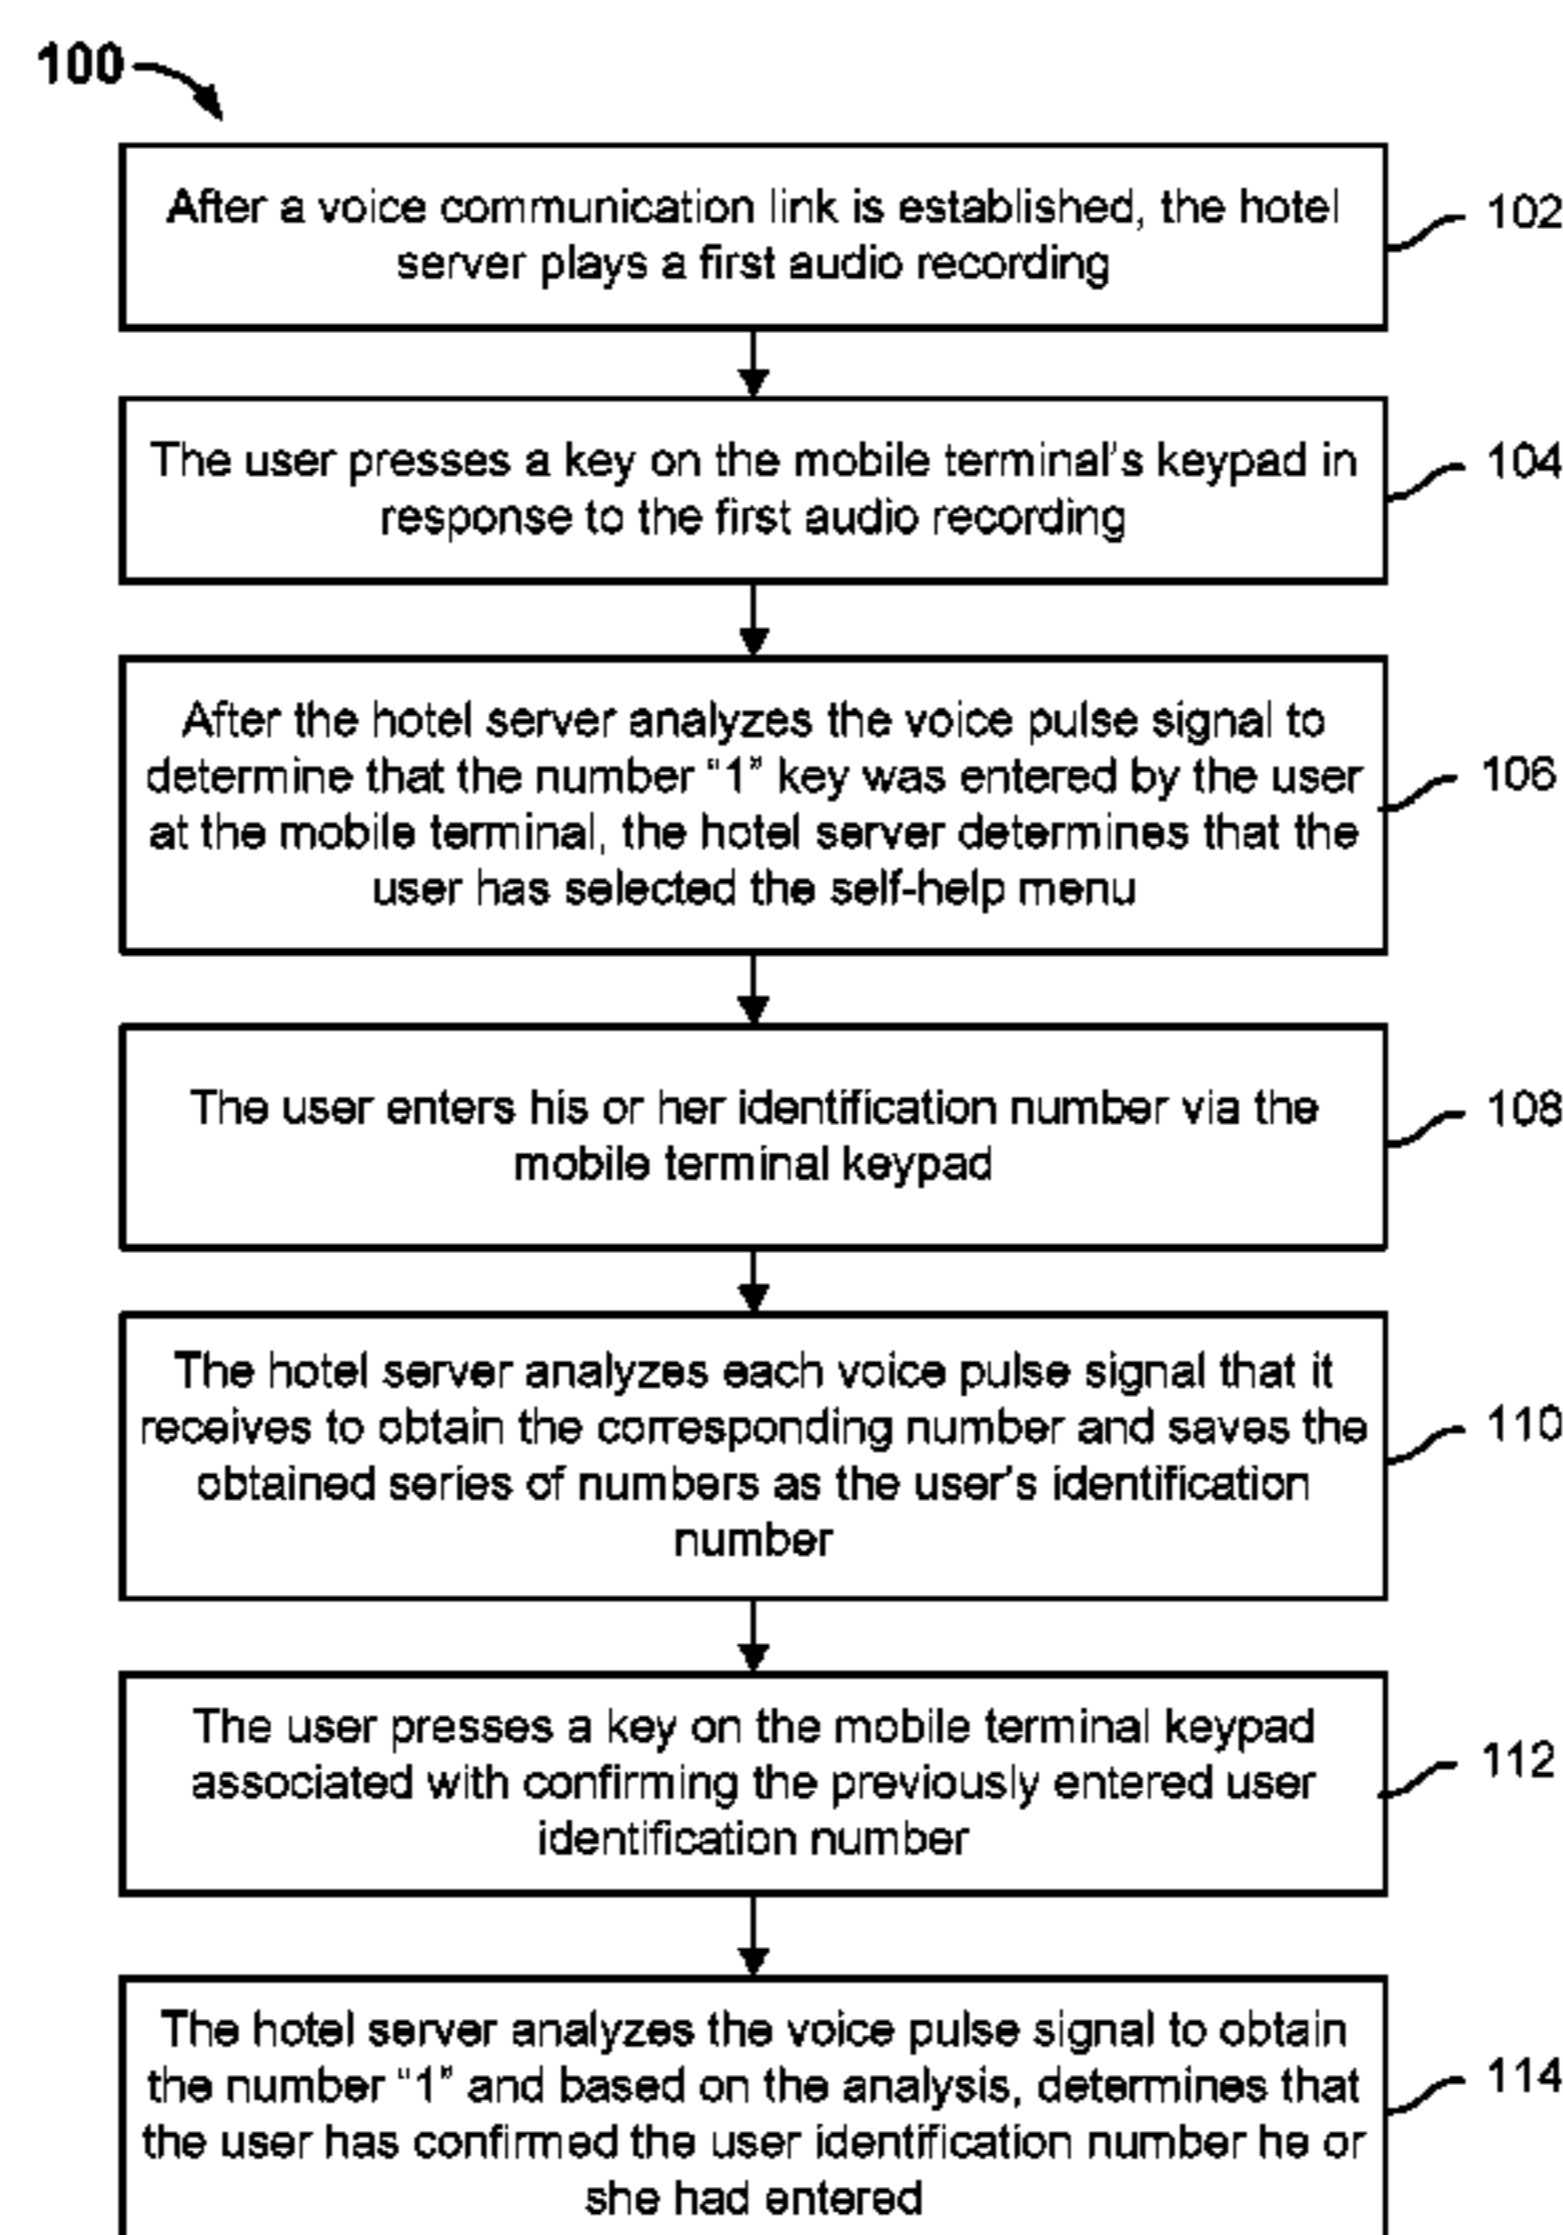 100
After a voice communication link is established, the hotel
server plays a first audio recording
102
The user presses a key on the mobile terminal's keypad in
response to the first audio recording
104
After the hotel server analyzes the voice pulse signal to
determine that the number "1" key was entered by the user
at the mobile terminal, the hotel server determines that the
user has selected the self-help menu
106
The user enters his or her identification number via the
mobile terminal keypad
108
The hotel server analyzes each voice pulse signal that it
receives to obtain the corresponding number and saves the
obtained series of numbers as the user's identification
number
110
The user presses a key on the mobile terminal keypad
associated with confirming the previously entered user
identification number
112
The hotel server analyzes the voice pulse signal to obtain
the number "1" and based on the analysis, determines that
the user has confirmed the user identification number he or
she had entered
114